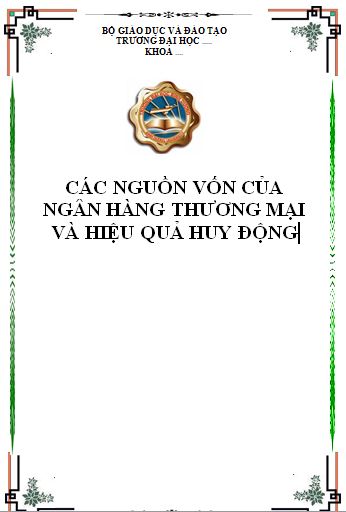 BỘ GIÁO DỤC VÀ ĐÀO TẠO
TRƯỜNG ĐẠI HỌC ....
KHOA ....
CÁC NGUỒN VỐN CỦA
NGÂN HÀNG THƯƠNG MẠI
VÀ HIỆU QUẢ HUY ĐỘNG